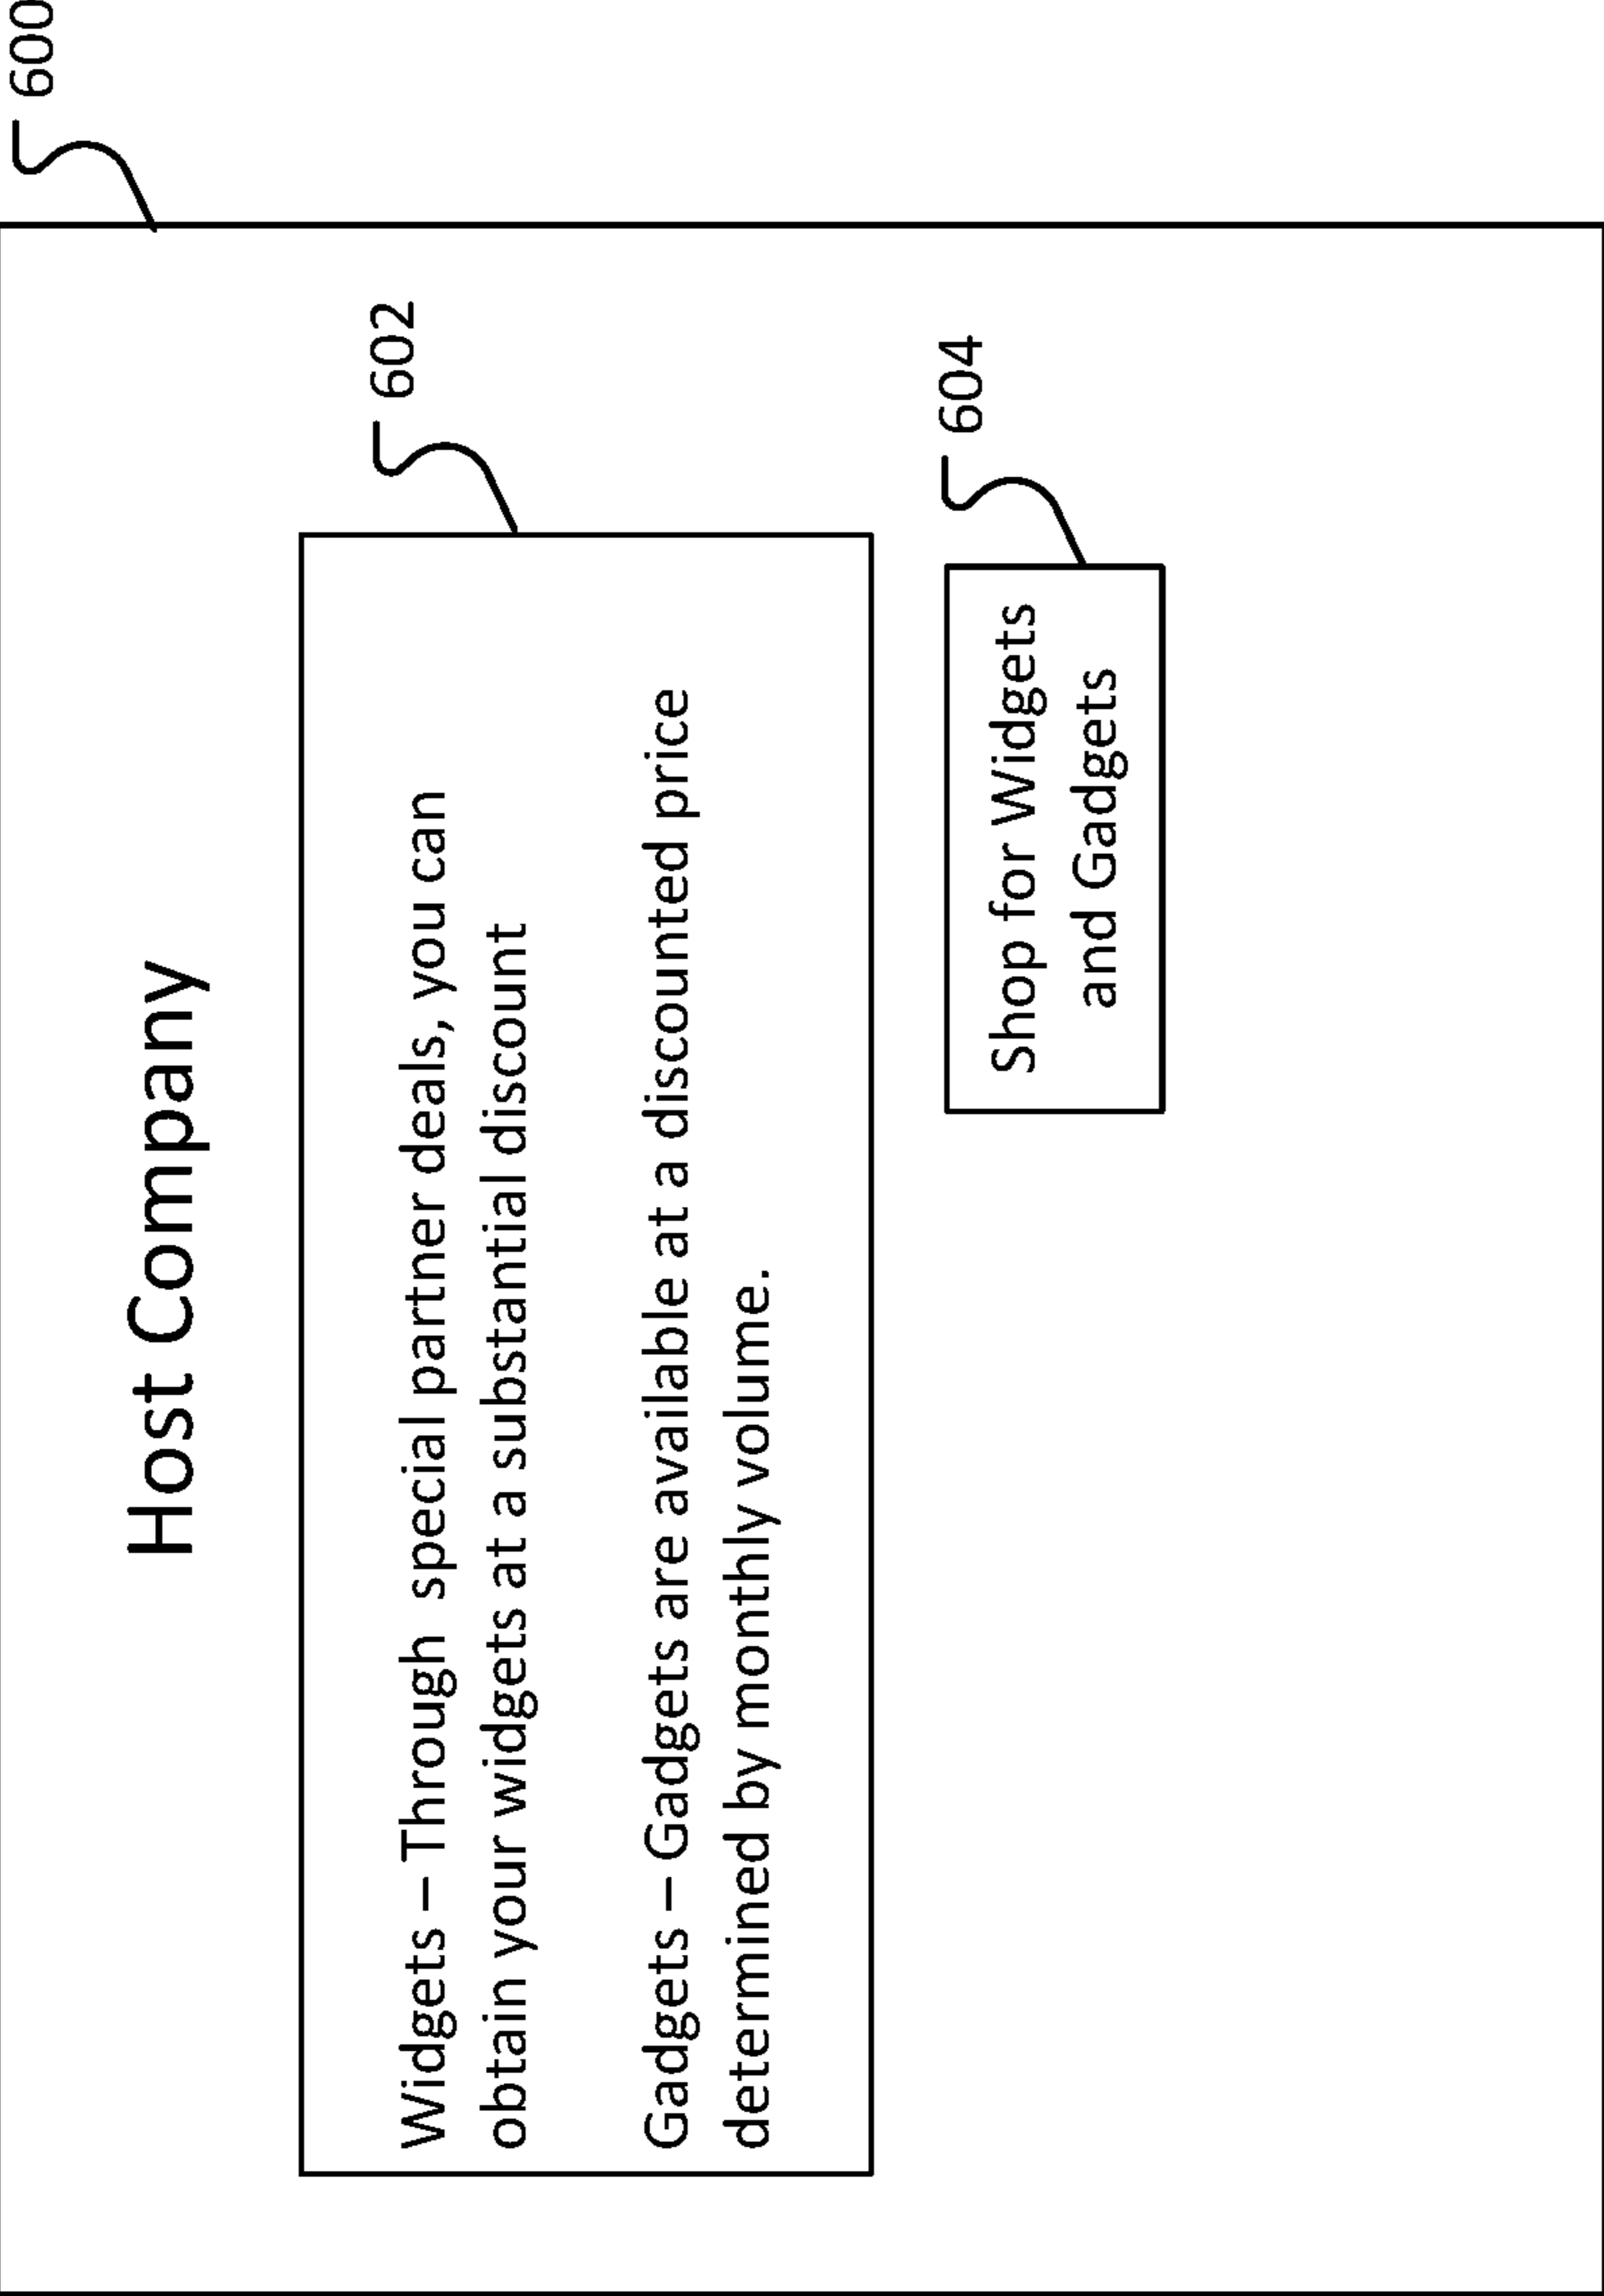 600
Host Company
602
Widgets – Through special partner deals, you can
obtain your widgets at a substantial discount
Gadgets – Gadgets are available at a discounted price
determined by monthly volume.
604
Shop for Widgets
and Gadgets